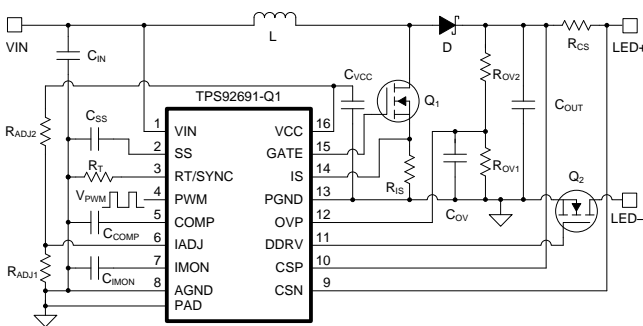 VIN
L
D
R_CS
LED+
C_IN
C_VCC
Q_1
R_OV2
C_OUT
TPS92691-Q1
R_ADJ2
C_SS
1 VIN VCC 16
2 SS GATE 15
R_T
3 RT/SYNC IS 14
R_IS
R_OV1
Q_2
V_PWM
4 PWM PGND 13
C_OV
5 COMP OVP 12
C_COMP
LED–
6 IADJ DDRV 11
R_ADJ1
7 IMON CSP 10
C_IMON
8 AGND CSN 9
PAD